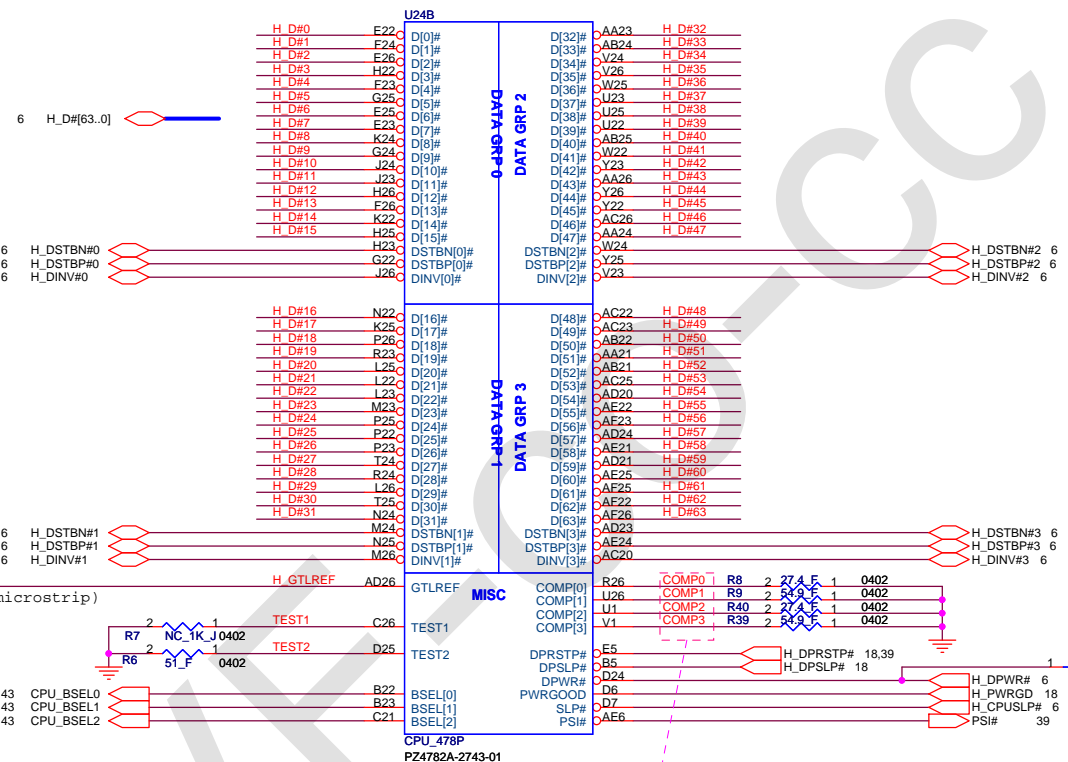 U24B
H_D#0 E22 D[0]# D[32]# AA23 H_D#32
H_D#1 F24 D[1]# D[33]# AB24 H_D#33
H_D#2 E26 D[2]# D[34]# V24 H_D#34
H_D#3 H22 D[3]# D[35]# V26 H_D#35
H_D#4 F23 D[4]# D[36]# W25 H_D#36
H_D#5 G25 D[5]# D[37]# U23 H_D#37
H_D#6 E25 D[6]# D[38]# U25 H_D#38
6 H_D#[63..0] H_D#7 E23 D[7]# D[39]# U22 H_D#39
H_D#8 K24 D[8]# D[40]# AB25 H_D#40
H_D#9 G24 D[9]# D[41]# W22 H_D#41
H_D#10 J24 D[10]# D[42]# Y23 H_D#42
H_D#11 J23 D[11]# D[43]# AA26 H_D#43
H_D#12 H26 D[12]# D[44]# Y26 H_D#44
H_D#13 F26 D[13]# D[45]# Y22 H_D#45
H_D#14 K22 D[14]# D[46]# AC26 H_D#46
H_D#15 H25 D[15]# D[47]# AA24 H_D#47
6 H_DSTBN#0 H23 DSTBN[0]# DSTBN[2]# W24 H_DSTBN#2 6
6 H_DSTBP#0 G22 DSTBP[0]# DSTBP[2]# Y25 H_DSTBP#2 6
6 H_DINV#0 J26 DINV[0]# DINV[2]# V23 H_DINV#2 6
DATA GRP 0
DATA GRP 2
H_D#16 N22 D[16]# D[48]# AC22 H_D#48
H_D#17 K25 D[17]# D[49]# AC23 H_D#49
H_D#18 P26 D[18]# D[50]# AB22 H_D#50
H_D#19 R23 D[19]# D[51]# AA21 H_D#51
H_D#20 L25 D[20]# D[52]# AB21 H_D#52
H_D#21 L22 D[21]# D[53]# AC25 H_D#53
H_D#22 L23 D[22]# D[54]# AD20 H_D#54
H_D#23 M23 D[23]# D[55]# AE22 H_D#55
H_D#24 P25 D[24]# D[56]# AF23 H_D#56
H_D#25 P22 D[25]# D[57]# AD24 H_D#57
H_D#26 P23 D[26]# D[58]# AE21 H_D#58
H_D#27 T24 D[27]# D[59]# AD21 H_D#59
H_D#28 R24 D[28]# D[60]# AE25 H_D#60
H_D#29 L26 D[29]# D[61]# AF25 H_D#61
H_D#30 T25 D[30]# D[62]# AF22 H_D#62
H_D#31 N24 D[31]# D[63]# AF26 H_D#63
6 H_DSTBN#1 M24 DSTBN[1]# DSTBN[3]# AD23 H_DSTBN#3 6
6 H_DSTBP#1 N25 DSTBP[1]# DSTBP[3]# AE24 H_DSTBP#3 6
6 H_DINV#1 M26 DINV[1]# DINV[3]# AC20 H_DINV#3 6
DATA GRP 1
DATA GRP 3
H_GTLREF AD26 GTLREF MISC COMP[0] R26 COMP0 R8 2 27.4_F 1 0402
microstrip) COMP[1] U26 COMP1 R9 2 54.9_F 1 0402
COMP[2] U1 COMP2 R40 2 27.4_F 1 0402
COMP[3] V1 COMP3 R39 2 54.9_F 1 0402
R7 2 NC_1K_J 1 0402 TEST1 C26 TEST1
R6 2 51_F 1 0402 TEST2 D25 TEST2
DPRSTP# E5 H_DPRSTP# 18,39
DPSLP# B5 H_DPSLP# 18
1
DPWR# D24 H_DPWR# 6
43 CPU_BSEL0 B22 BSEL[0] PWRGOOD D6 H_PWRGD 18
43 CPU_BSEL1 B23 BSEL[1] SLP# D7 H_CPUSLP# 6
43 CPU_BSEL2 C21 BSEL[2] PSI# AE6 PSI# 39
CPU_478P
PZ4782A-2743-01